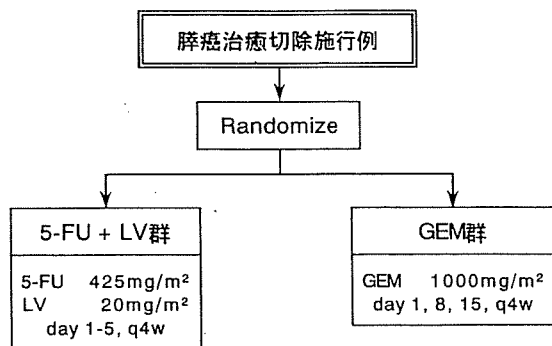 膵癌治癒切除施行例
Randomize
5-FU + LV群
5-FU 425mg/m²
LV 20mg/m²
day 1-5, q4w
GEM群
GEM 1000mg/m²
day 1, 8, 15, q4w